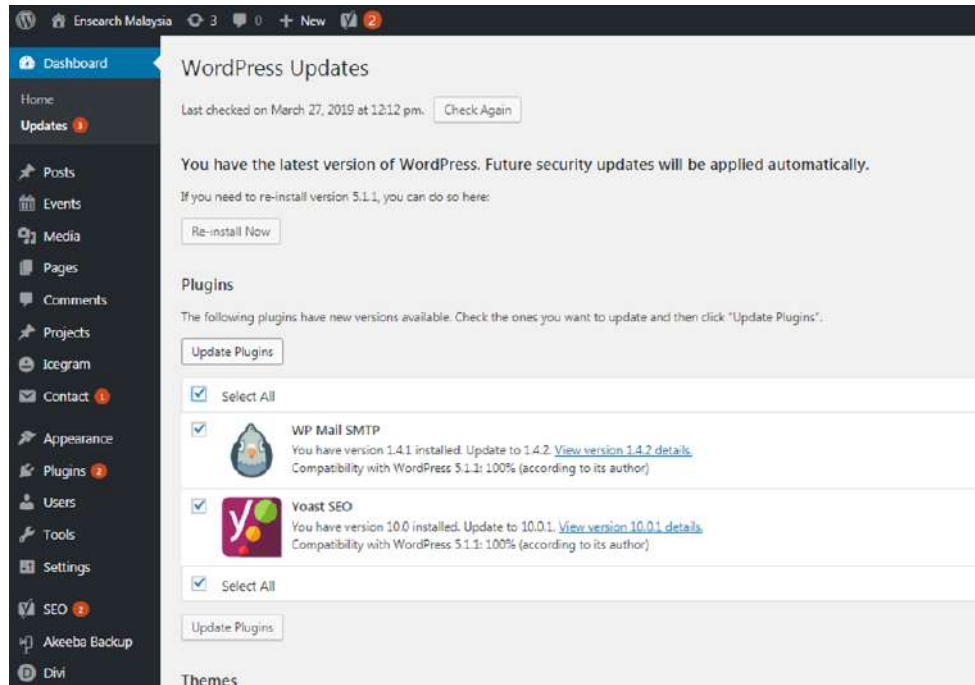 Ensearch Malaysia 3 0 + New 2
Dashboard
Home
Updates 3
Posts
Events
Media
Pages
Comments
Projects
Icegram
Contact 1
Appearance
Plugins 2
Users
Tools
Settings
SEO 2
Akeeba Backup
Divi
WordPress Updates
Last checked on March 27, 2019 at 12:12 pm. Check Again
You have the latest version of WordPress. Future security updates will be applied automatically.
If you need to re-install version 5.1.1, you can do so here:
Re-install Now
Plugins
The following plugins have new versions available. Check the ones you want to update and then click "Update Plugins".
Update Plugins
Select All
WP Mail SMTP
You have version 1.4.1 installed. Update to 1.4.2. View version 1.4.2 details.
Compatibility with WordPress 5.1.1: 100% (according to its author)
Yoast SEO
You have version 10.0 installed. Update to 10.0.1. View version 10.0.1 details.
Compatibility with WordPress 5.1.1: 100% (according to its author)
Select All
Update Plugins
Themes